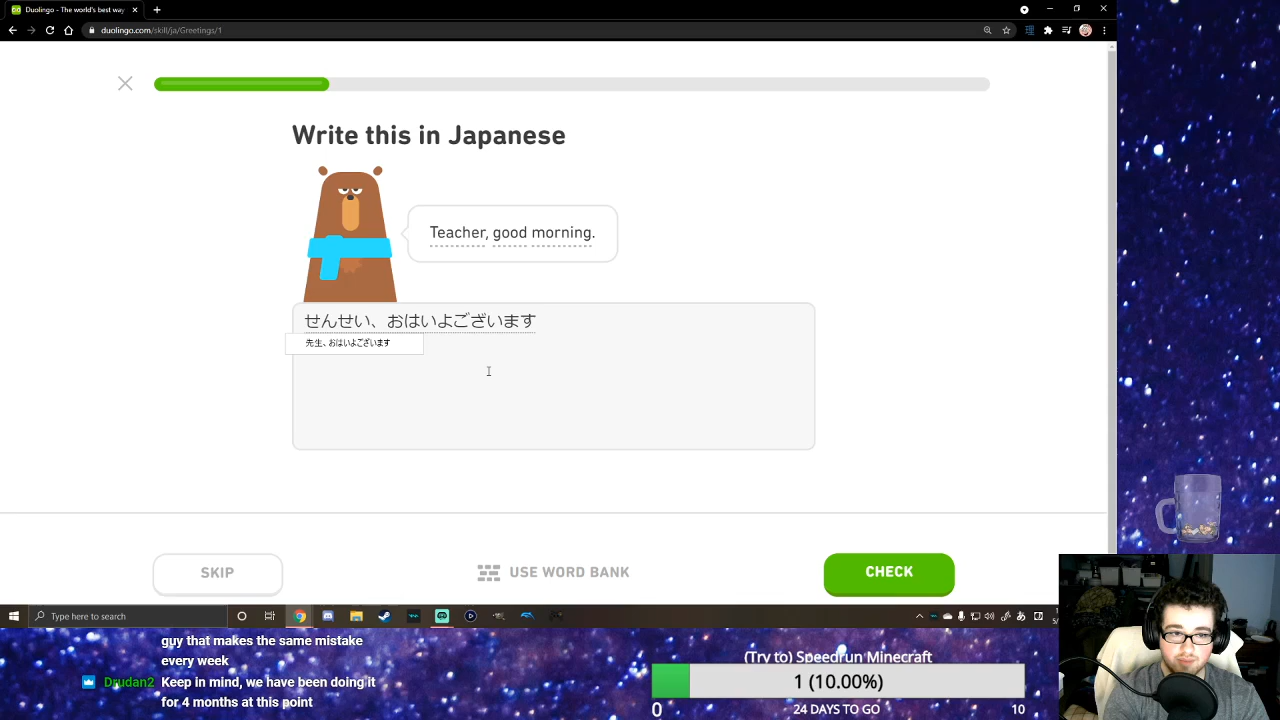 Duolingo - The world's best way
duolingo.com/skill/ja/Greetings/1
Write this in Japanese
Teacher, good morning.
せんせい、おはいよございます
先生、おはいよございます
SKIP
USE WORD BANK
CHECK
Type here to search
guy that makes the same mistake
every week
Drudan2 Keep in mind, we have been doing it
for 4 months at this point
(Try to) Speedrun Minecraft
1 (10.00%)
0
24 DAYS TO GO
10